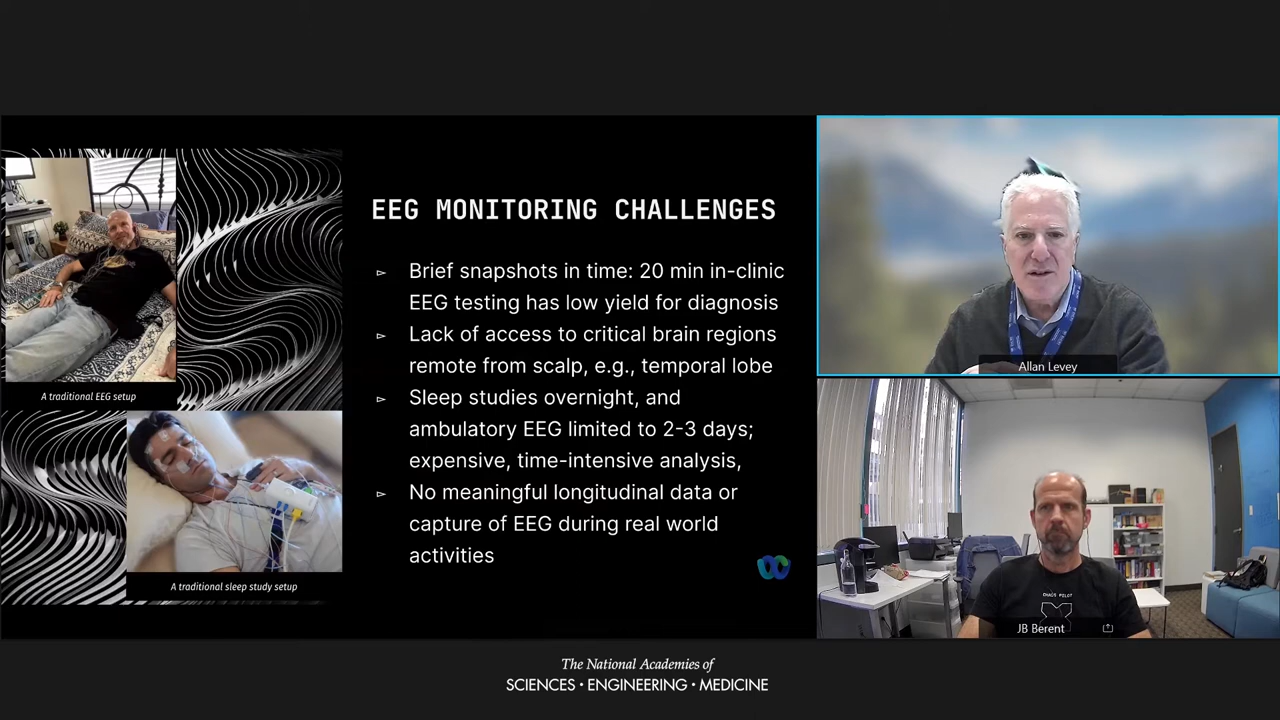 EEG MONITORING CHALLENGES
▻ Brief snapshots in time: 20 min in-clinic
EEG testing has low yield for diagnosis
▻ Lack of access to critical brain regions
remote from scalp, e.g., temporal lobe
▻ Sleep studies overnight, and
ambulatory EEG limited to 2-3 days;
expensive, time-intensive analysis,
▻ No meaningful longitudinal data or
capture of EEG during real world
activities
A traditional EEG setup
A traditional sleep study setup
Allan Levey
CHAOS PILOT
JB Berent
The National Academies of
SCIENCES • ENGINEERING • MEDICINE